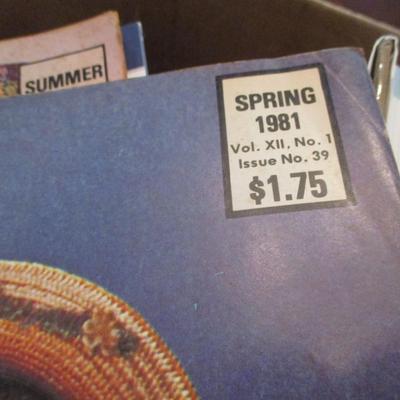 SUMMER
SPRING
1981
Vol. XII, No. 1
Issue No. 39
$1.75